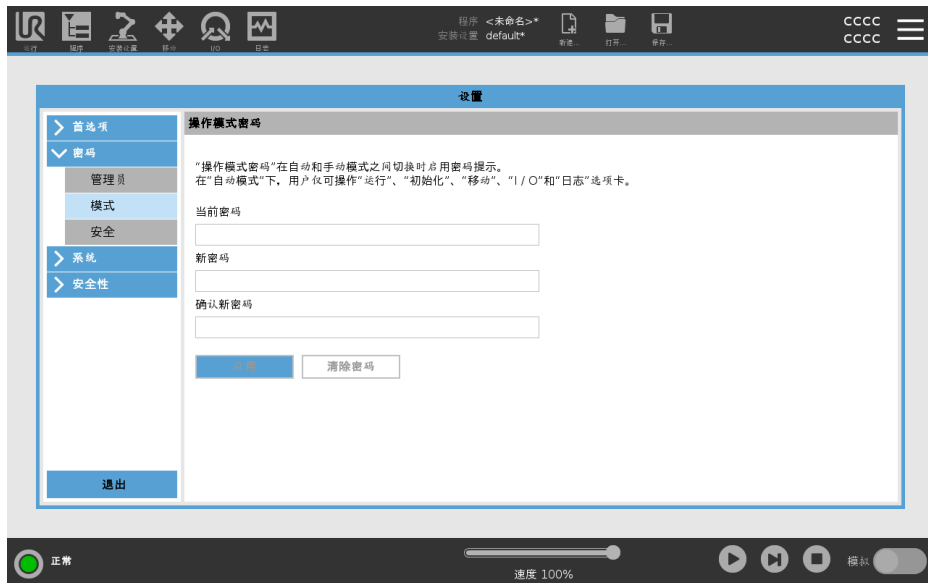 UR
运行
程序
安装设置
移动
I/O
日志
程序 <未命名>*
安装设置 default*
新建...
打开...
保存...
CCCC
CCCC
设置
首选项
密码
管理员
模式
安全
系统
安全性
退出
操作模式密码
"操作模式密码"在自动和手动模式之间切换时启用密码提示。
在"自动模式"下，用户仅可操作"运行"、"初始化"、"移动"、"I / O"和"日志"选项卡。
当前密码
新密码
确认新密码
应用
清除密码
正常
速度 100%
模拟